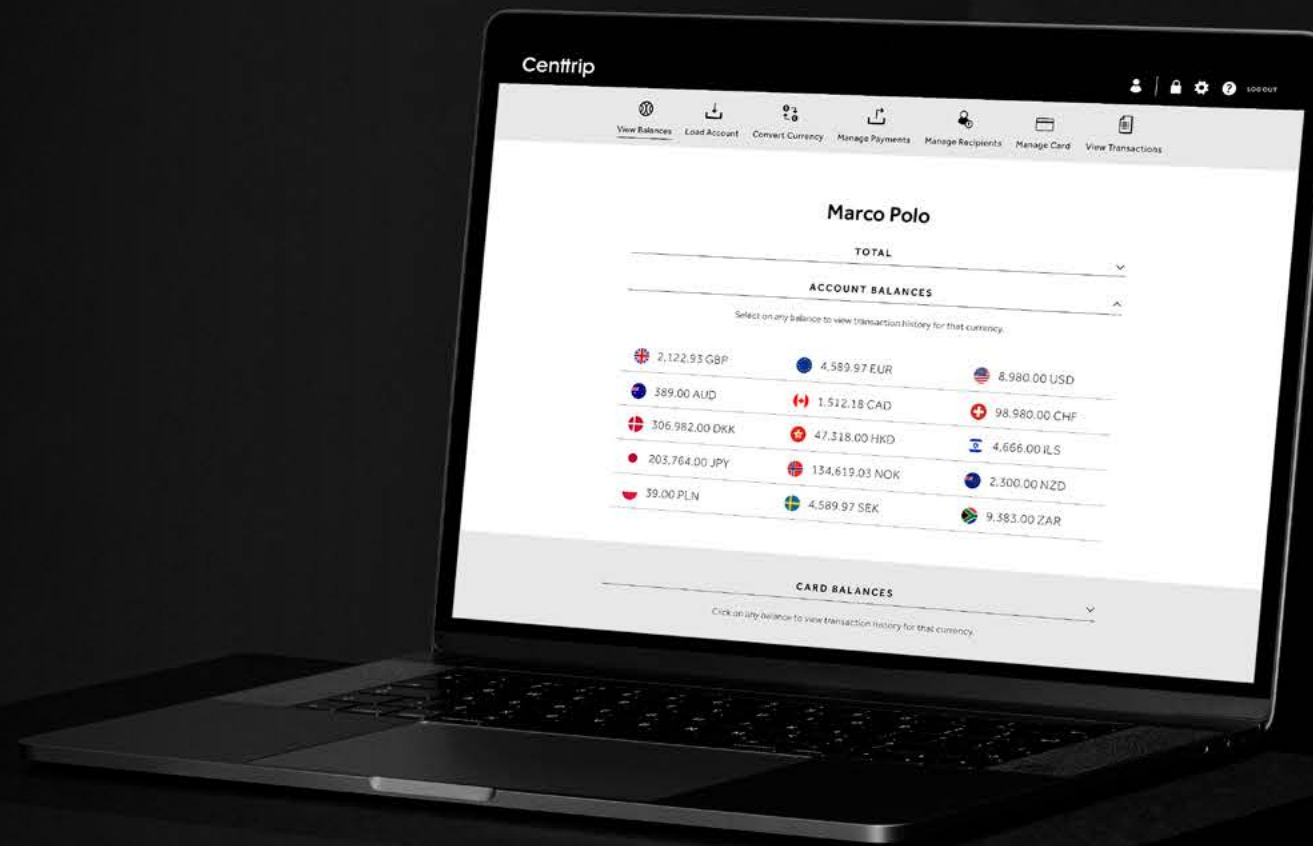 Centtrip
LOG OUT
View Balances Load Account Convert Currency Manage Payments Manage Recipients Manage Card View Transactions
Marco Polo
TOTAL
ACCOUNT BALANCES
Select on any balance to view transaction history for that currency.
2,122.93 GBP 4,589.97 EUR 8,980.00 USD
389.00 AUD 1,512.18 CAD 98,980.00 CHF
306,982.00 DKK 47,318.00 HKD 4,666.00 ILS
203,764.00 JPY 134,619.03 NOK 2,300.00 NZD
39.00 PLN 4,589.97 SEK 9,383.00 ZAR
CARD BALANCES
Click on any balance to view transaction history for that currency.